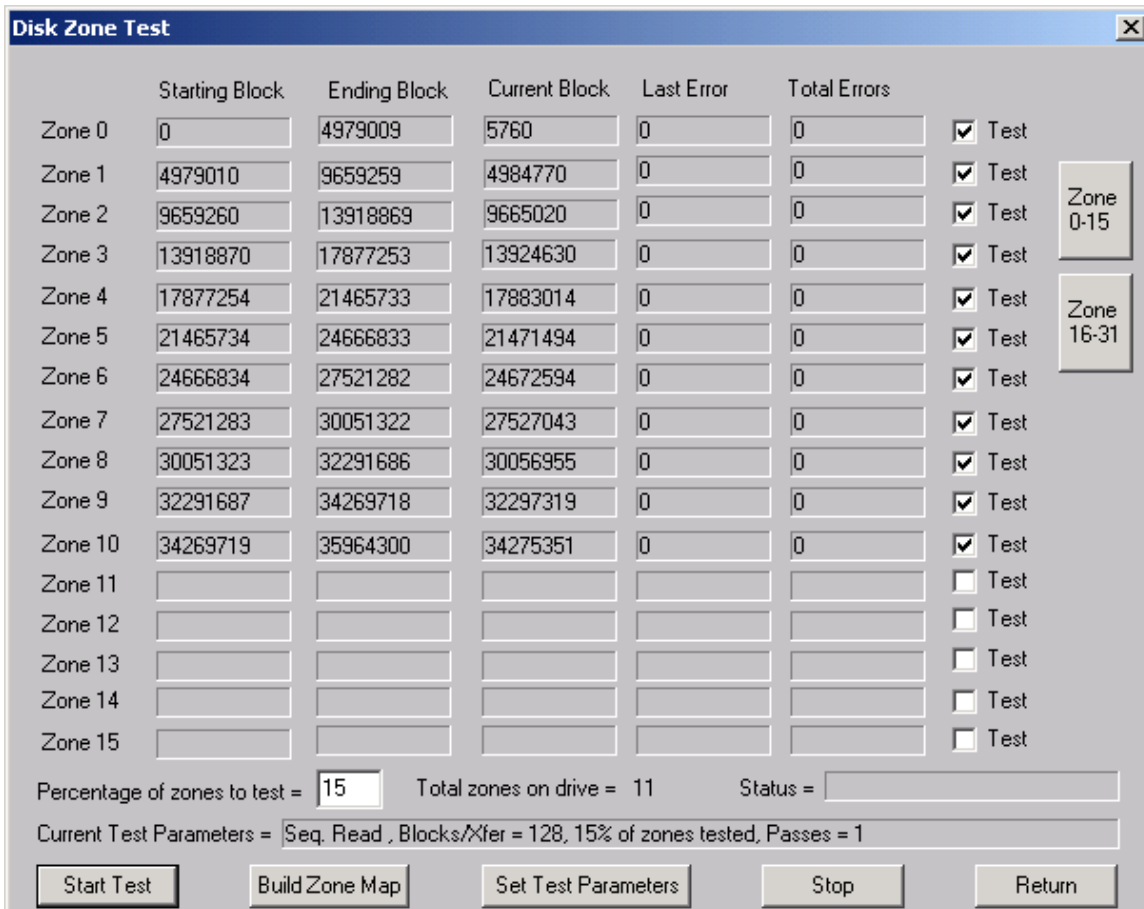 Disk Zone Test
Starting Block Ending Block Current Block Last Error Total Errors
Zone 0 0 4979009 5760 0 0 Test
Zone 1 4979010 9659259 4984770 0 0 Test
Zone 2 9659260 13918869 9665020 0 0 Test
Zone 0-15
Zone 3 13918870 17877253 13924630 0 0 Test
Zone 4 17877254 21465733 17883014 0 0 Test
Zone 5 21465734 24666833 21471494 0 0 Test
Zone 16-31
Zone 6 24666834 27521282 24672594 0 0 Test
Zone 7 27521283 30051322 27527043 0 0 Test
Zone 8 30051323 32291686 30056955 0 0 Test
Zone 9 32291687 34269718 32297319 0 0 Test
Zone 10 34269719 35964300 34275351 0 0 Test
Zone 11 Test
Zone 12 Test
Zone 13 Test
Zone 14 Test
Zone 15 Test
Percentage of zones to test = 15 Total zones on drive = 11 Status =
Current Test Parameters = Seq. Read , Blocks/Xfer = 128, 15% of zones tested, Passes = 1
Start Test Build Zone Map Set Test Parameters Stop Return